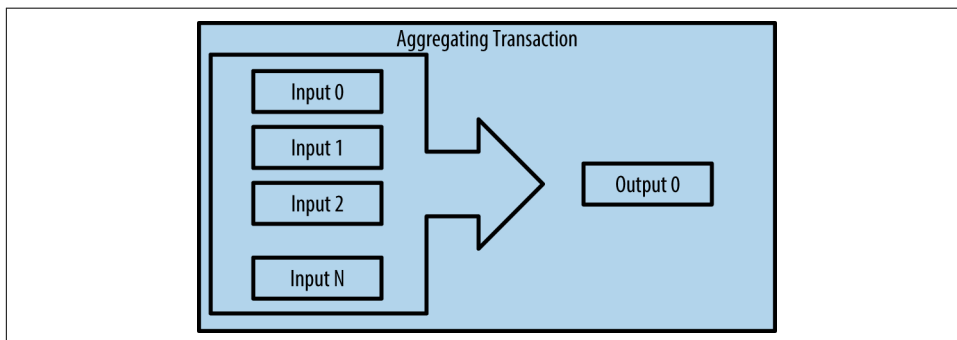 Aggregating Transaction
Input 0
Input 1
Input 2
Input N
Output 0